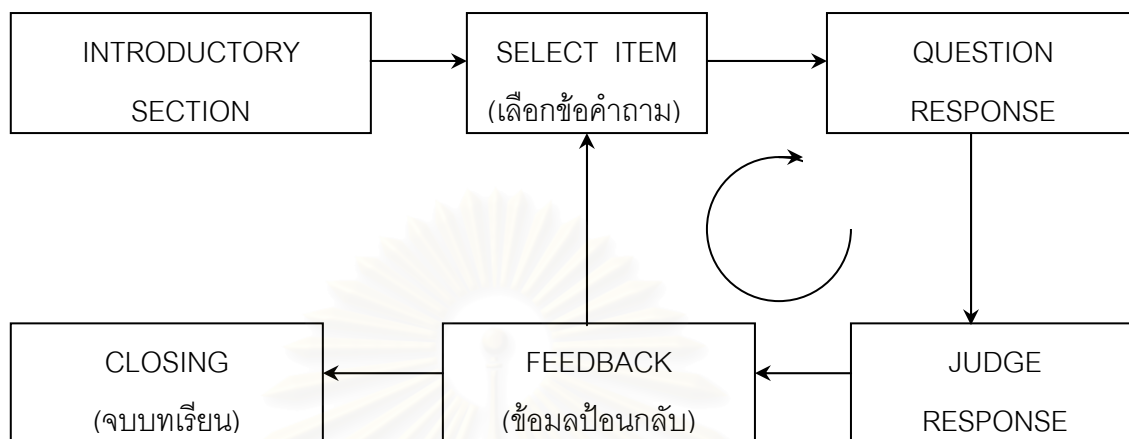 INTRODUCTORY
SECTION
SELECT ITEM
(เลือกข้อคำถาม)
QUESTION
RESPONSE
CLOSING
(จบบทเรียน)
FEEDBACK
(ข้อมลป้อนกลับ)
JUDGE
RESPONSE